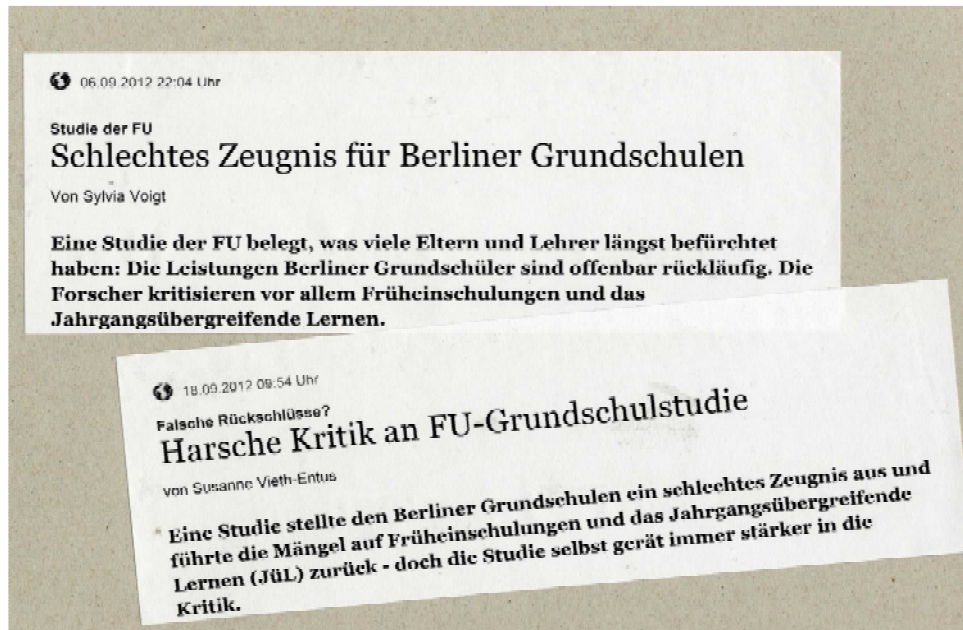 06.09.2012 22:04 Uhr
Studie der FU
Schlechtes Zeugnis für Berliner Grundschulen
Von Sylvia Voigt
Eine Studie der FU belegt, was viele Eltern und Lehrer längst befürchtet
haben: Die Leistungen Berliner Grundschüler sind offenbar rückläufig. Die
Forscher kritisieren vor allem Früheinschulungen und das
Jahrgangsübergreifende Lernen.
18.09.2012 09:54 Uhr
Falsche Rückschlüsse?
Harsche Kritik an FU-Grundschulstudie
von Susanne Vieth-Entus
Eine Studie stellte den Berliner Grundschulen ein schlechtes Zeugnis aus und
führte die Mängel auf Früheinschulungen und das Jahrgangsübergreifende
Lernen (JüL) zurück - doch die Studie selbst gerät immer stärker in die
Kritik.